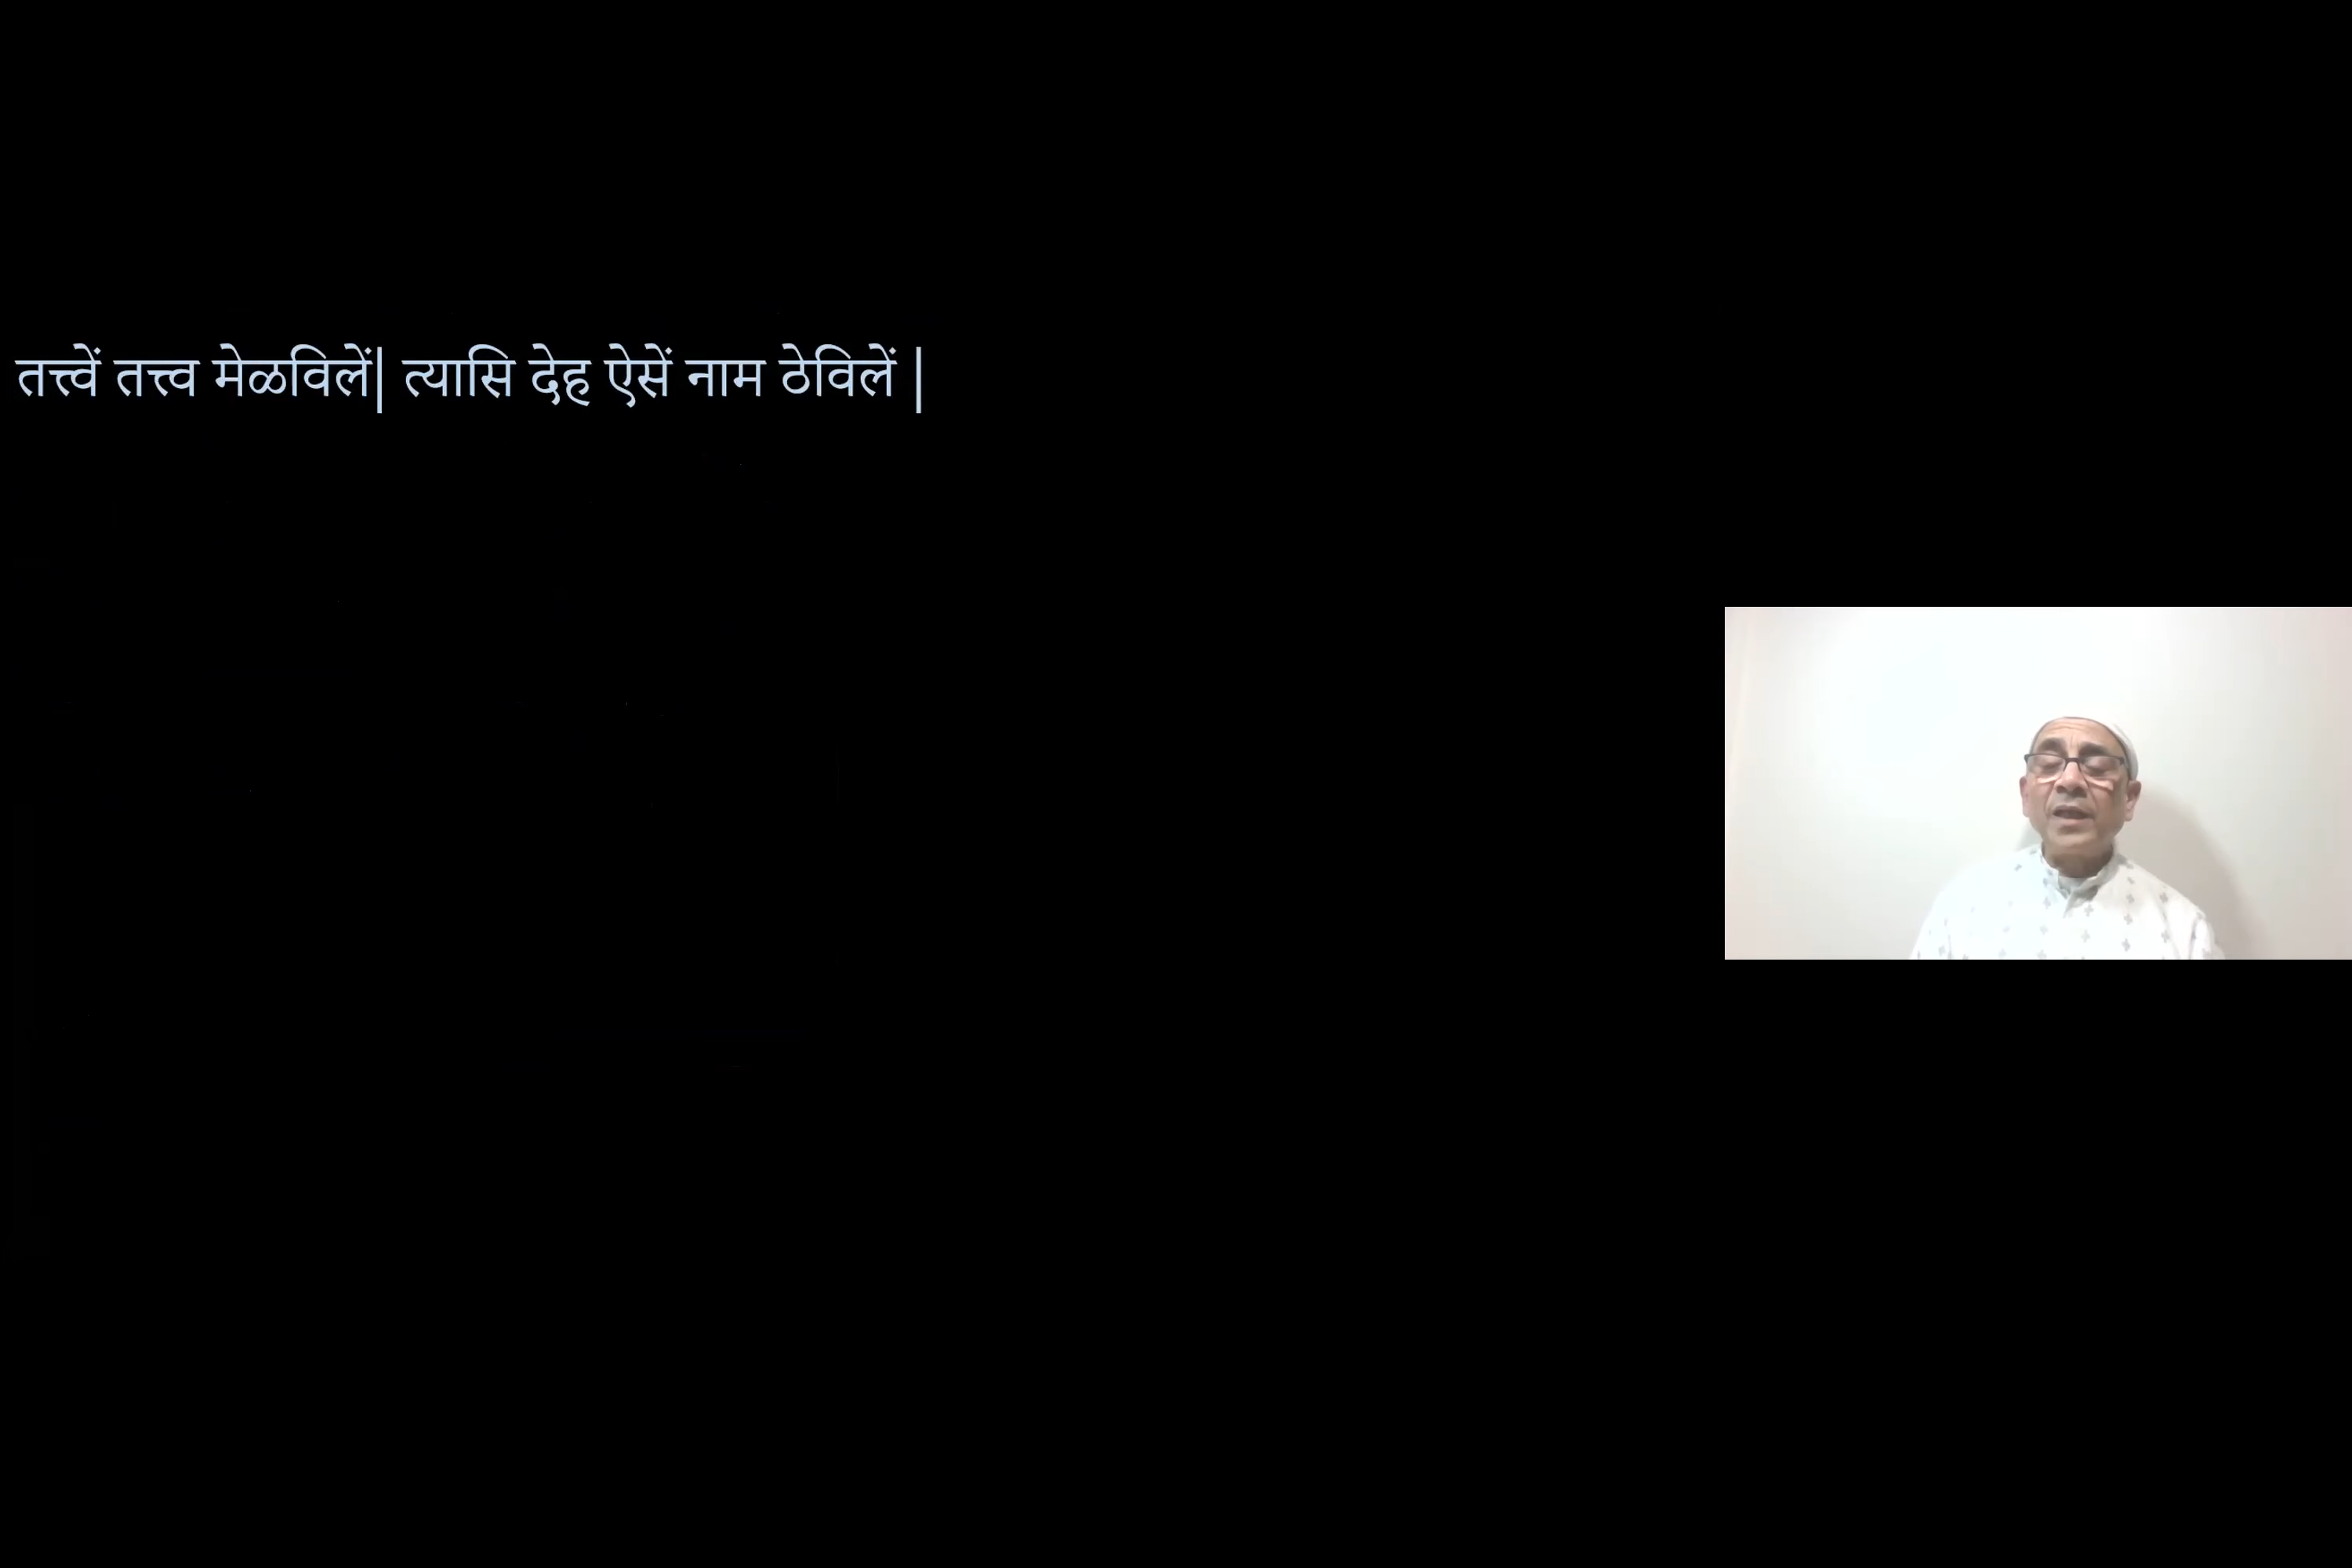 तत्त्वें तत्त्व मेळविलें| त्यासि देह ऐसें नाम ठेविलें |